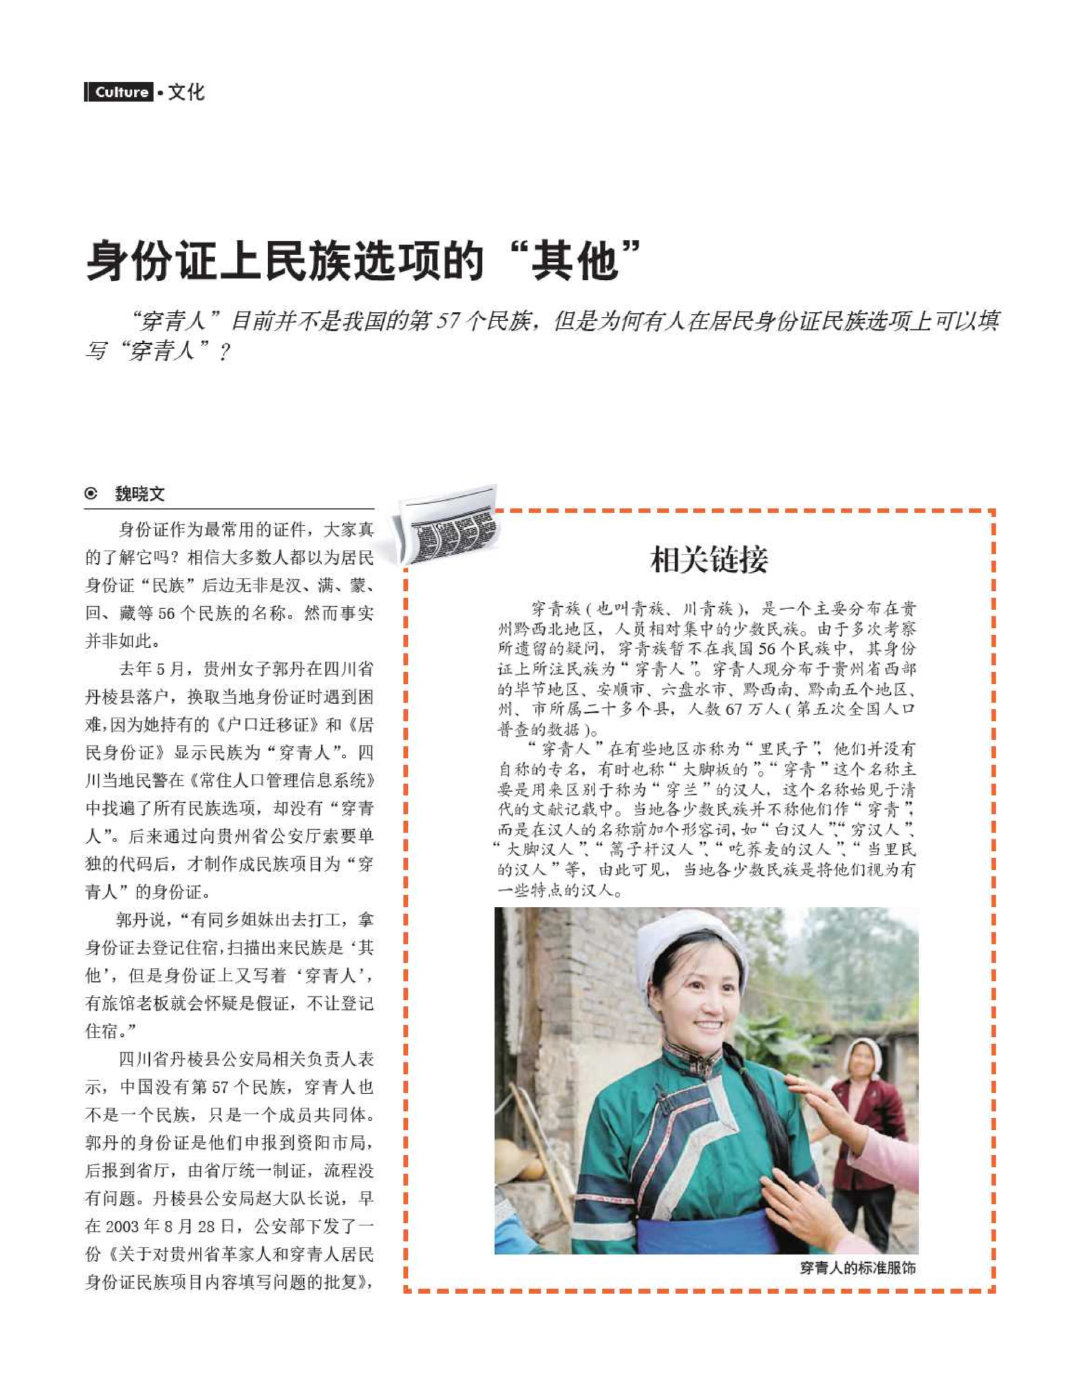 Culture·文化
身份证上民族选项的“其他”
“穿青人”目前并不是我国的第57个民族，但是为何有人在居民身份证民族选项上可以填
写“穿青人”？
魏晓文
身份证作为最常用的证件，大家真
的了解它吗？相信大多数人都以为居民
身份证“民族”后边无非是汉、满、蒙、
回、藏等56个民族的名称。然而事实
并非如此。
去年5月，贵州女子郭丹在四川省
丹棱县落户，换取当地身份证时遇到困
难，因为她持有的《户口迁移证》和《居
民身份证》显示民族为“穿青人”。四
川当地民警在《常住人口管理信息系统》
中找遍了所有民族选项，却没有“穿青
人”。后来通过向贵州省公安厅索要单
独的代码后，才制作成民族项目为“穿
青人”的身份证。
郭丹说，“有同乡姐妹出去打工，拿
身份证去登记住宿，扫描出来民族是‘其
他’，但是身份证上又写着‘穿青人’，
有旅馆老板就会怀疑是假证，不让登记
住宿。”
四川省丹棱县公安局相关负责人表
示，中国没有第57个民族，穿青人也
不是一个民族，只是一个成员共同体。
郭丹的身份证是他们申报到资阳市局，
后报到省厅，由省厅统一制证，流程没
有问题。丹棱县公安局赵大队长说，早
在2003年8月28日，公安部下发了一
份《关于对贵州省革家人和穿青人居民
身份证民族项目内容填写问题的批复》，
相关链接
穿青族(也叫青族、川青族)，是一个主要分布在贵
州黔西北地区，人员相对集中的少数民族。由于多次考察
所遗留的疑问，穿青族暂不在我国56个民族中，其身份
证上所注民族为“穿青人”。穿青人现分布于贵州省西部
的毕节地区、安顺市、六盘水市、黔西南、黔南五个地区、
州、市所属二十多个县，人数67万人(第五次全国人口
普查的数据)。
“穿青人”在有些地区亦称为“里民子”，他们并没有
自称的专名，有时也称“大脚板的”。“穿青”这个名称主
要是用来区别于称为“穿兰”的汉人，这个名称始见于清
代的文献记载中。当地各少数民族并不称他们作“穿青”，
而是在汉人的名称前加个形容词，如“白汉人”“穷汉人”、
“大脚汉人”、“篙子杆汉人”、“吃荞麦的汉人”、“当里民
的汉人”等，由此可见，当地各少数民族是将他们视为有
一些特点的汉人。
穿青人的标准服饰